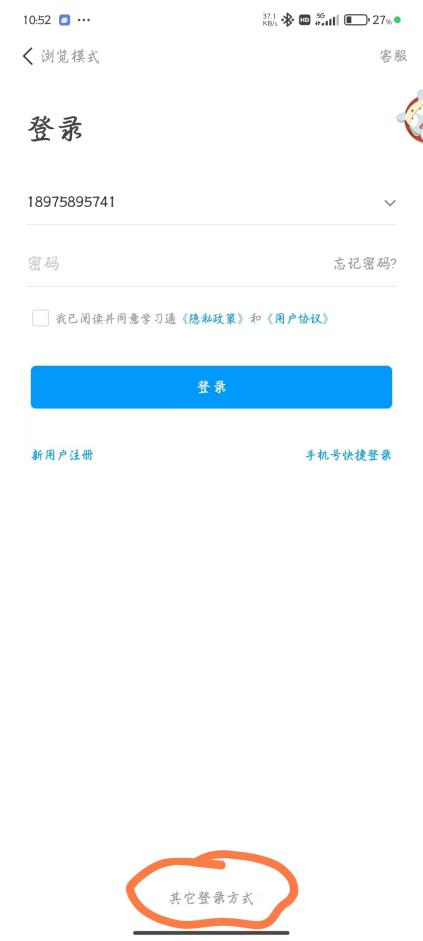 10:52 ... 37.1 KB/s HD 5G 27%
浏览模式 客服
登录
18975895741
密码 忘记密码?
我已阅读并同意学习通《隐私政策》和《用户协议》
登录
新用户注册 手机号快捷登录
其它登录方式